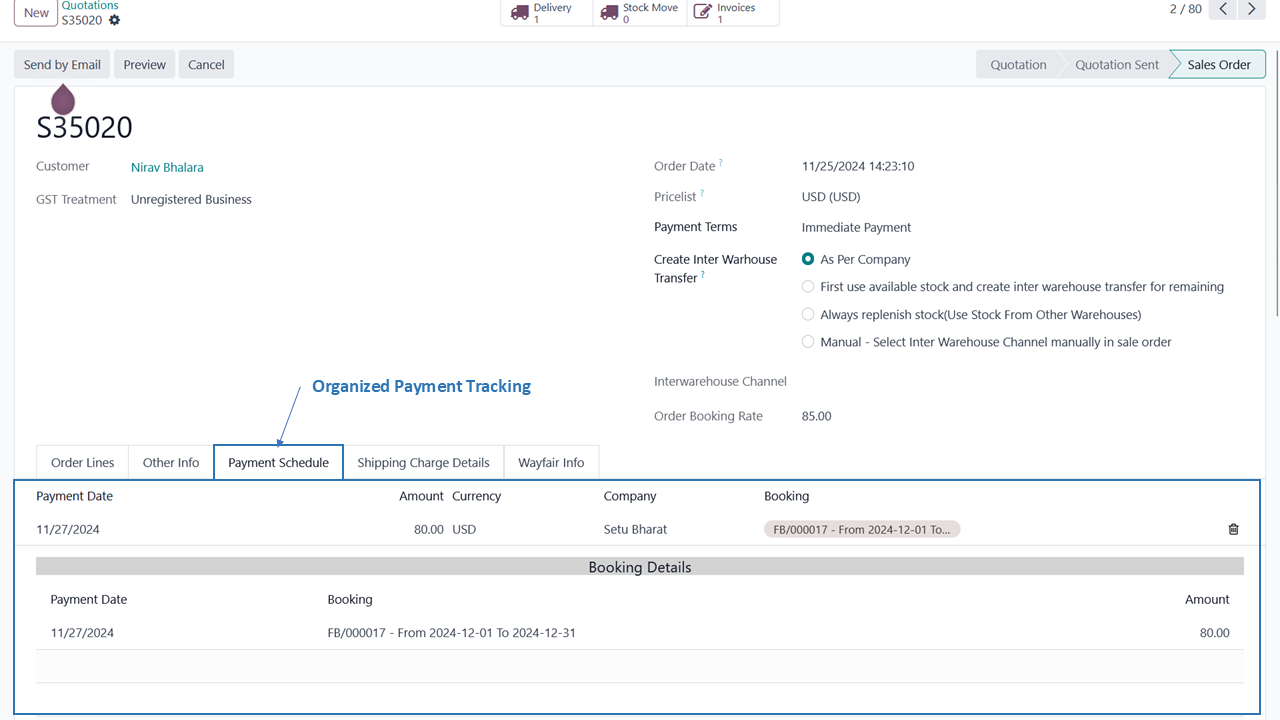 New
Quotations
S35020
Delivery
1
Stock Move
0
Invoices
1
2 / 80
Send by Email
Preview
Cancel
Quotation
Quotation Sent
Sales Order
S35020
Customer
Nirav Bhalara
GST Treatment
Unregistered Business
Order Date ?
11/25/2024 14:23:10
Pricelist ?
USD (USD)
Payment Terms
Immediate Payment
Create Inter Warhouse
Transfer ?
As Per Company
First use available stock and create inter warehouse transfer for remaining
Always replenish stock(Use Stock From Other Warehouses)
Manual - Select Inter Warehouse Channel manually in sale order
Interwarehouse Channel
Order Booking Rate
85.00
Organized Payment Tracking
Order Lines
Other Info
Payment Schedule
Shipping Charge Details
Wayfair Info
Payment Date Amount Currency Company Booking
11/27/2024 80.00 USD Setu Bharat FB/000017 - From 2024-12-01 To...
Booking Details
Payment Date Booking Amount
11/27/2024 FB/000017 - From 2024-12-01 To 2024-12-31 80.00